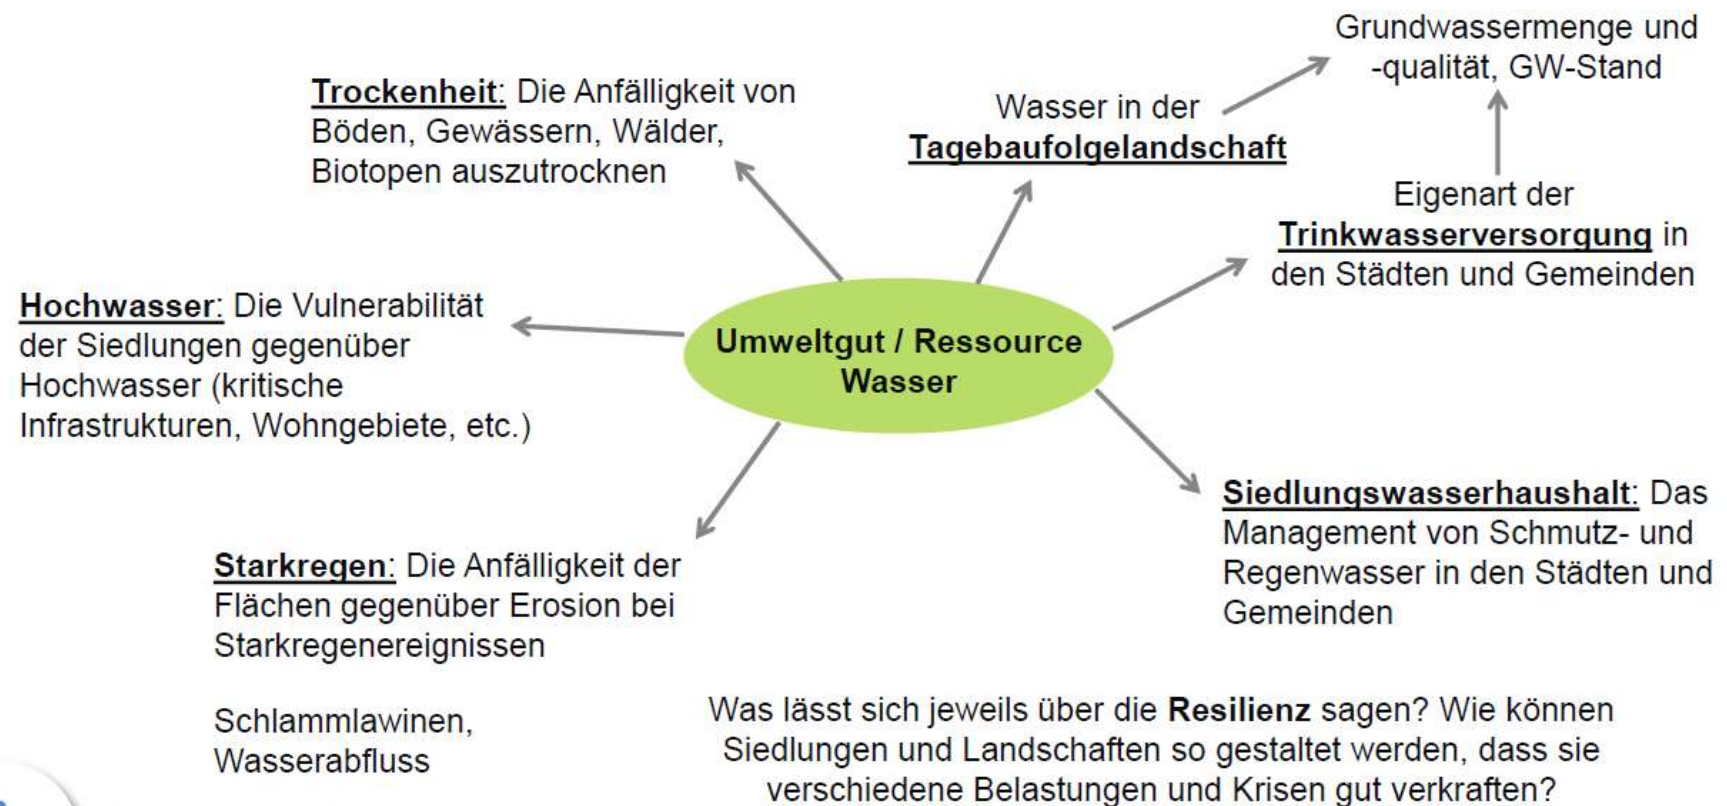 Grundwassermenge und
-qualität, GW-Stand
Trockenheit: Die Anfälligkeit von
Böden, Gewässern, Wälder,
Biotopen auszutrocknen
Wasser in der
Tagebaufolgelandschaft
Eigenart der
Trinkwasserversorgung in
den Städten und Gemeinden
Hochwasser: Die Vulnerabilität
der Siedlungen gegenüber
Hochwasser (kritische
Infrastrukturen, Wohngebiete, etc.)
Umweltgut / Ressource
Wasser
Siedlungswasserhaushalt: Das
Management von Schmutz- und
Regenwasser in den Städten und
Gemeinden
Starkregen: Die Anfälligkeit der
Flächen gegenüber Erosion bei
Starkregenereignissen
Schlammlawinen,
Wasserabfluss
Was lässt sich jeweils über die Resilienz sagen? Wie können
Siedlungen und Landschaften so gestaltet werden, dass sie
verschiedene Belastungen und Krisen gut verkraften?